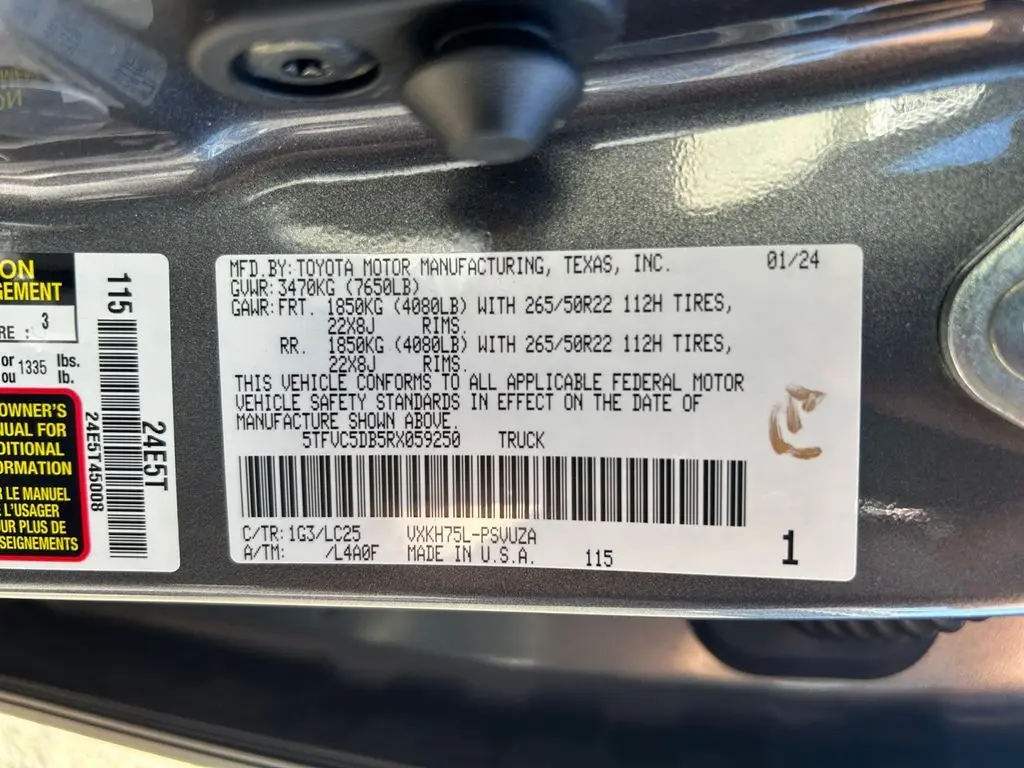 ON
GEMENT
RE : 3
or 1335 lbs.
ou lb.
OWNER'S
NUAL FOR
DITIONAL
FORMATION
R LE MANUEL
L'USAGER
OUR PLUS DE
SEIGNEMENTS
115
24E5T45008
24E5T
MFD.BY: TOYOTA MOTOR MANUFACTURING, TEXAS, INC. 01/24
GVWR: 3470KG (7650LB)
GAWR: FRT. 1850KG (4080LB) WITH 265/50R22 112H TIRES,
22X8J RIMS.
RR. 1850KG (4080LB) WITH 265/50R22 112H TIRES,
22X8J RIMS.
THIS VEHICLE CONFORMS TO ALL APPLICABLE FEDERAL MOTOR
VEHICLE SAFETY STANDARDS IN EFFECT ON THE DATE OF
MANUFACTURE SHOWN ABOVE.
5TFVC5DB5RX059250 TRUCK
C/TR: 1G3/LC25 VXKH75L-PSVUZA
A/TM: /L4A0F MADE IN U.S.A. 115 1